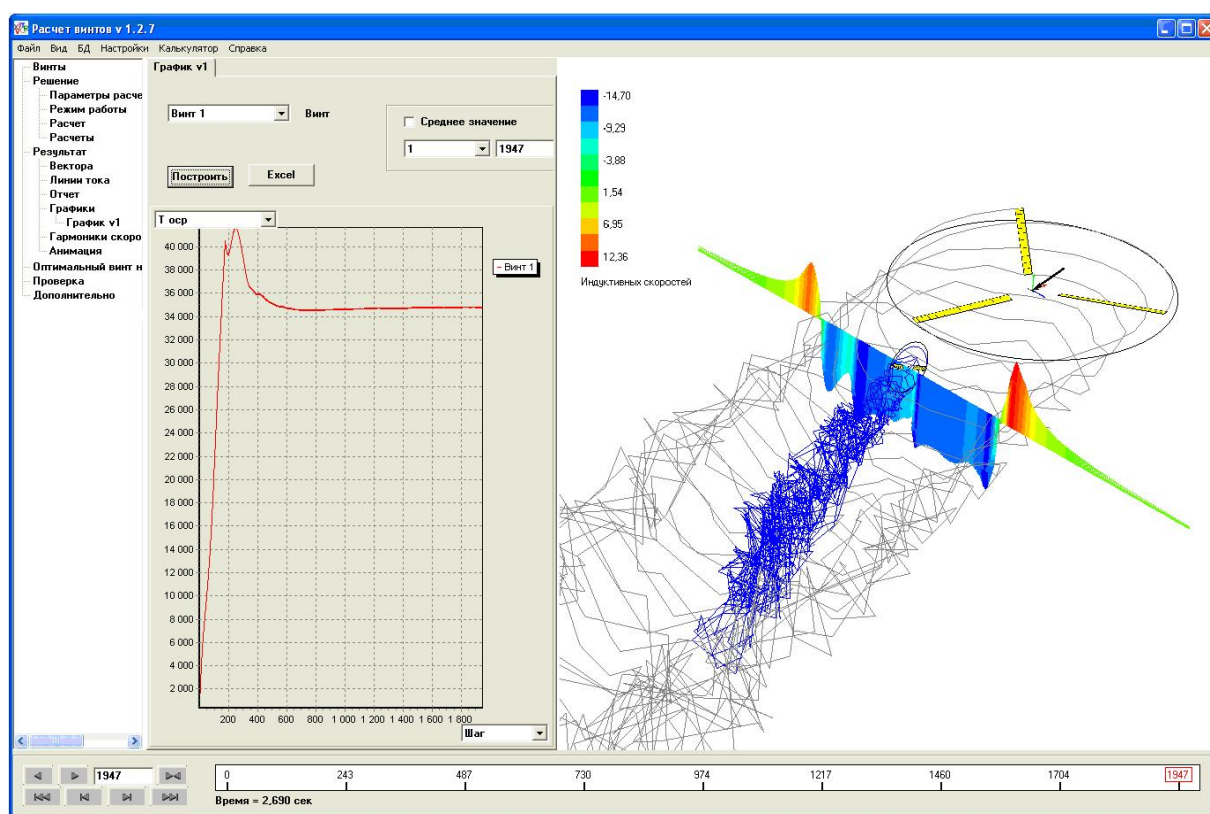 Расчет винтов v 1.2.7
Файл Вид БД Настройки Калькулятор Справка
Винты
Решение
Параметры расче
Режим работы
Расчет
Расчеты
Результат
Вектора
Линии тока
Отчет
Графики
График v1
Гармоники скоро
Анимация
Оптимальный винт н
Проверка
Дополнительно
График v1
Винт 1
Винт
Среднее значение
1
1947
Построить
Excel
Т оср
40 000
38 000
36 000
34 000
32 000
30 000
28 000
26 000
24 000
22 000
20 000
18 000
16 000
14 000
12 000
10 000
8 000
6 000
4 000
2 000
200 400 600 800 1 000 1 200 1 400 1 600 1 800
Винт 1
Шаг
-14,70
-9,29
-3,88
1,54
6,95
12,36
Индуктивных скоростей
1947
0 243 487 730 974 1217 1460 1704 1947
Время = 2,690 сек